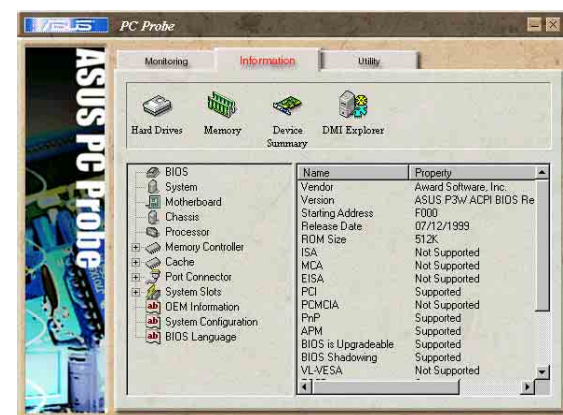 ASUS PC Probe
Monitoring Information Utility
ASUS PC Probe
Hard Drives Memory Device Summary DMI Explorer
BIOS
System
Motherboard
Chassis
Processor
Memory Controller
Cache
Port Connector
System Slots
OEM Information
System Configuration
BIOS Language
Name Property
Vendor Award Software, Inc.
Version ASUS P3W ACPI BIOS Re
Starting Address F000
Release Date 07/12/1999
ROM Size 512K
ISA Not Supported
MCA Not Supported
EISA Not Supported
PCI Supported
PCMCIA Not Supported
PnP Supported
APM Supported
BIOS is Upgradeable Supported
BIOS Shadowing Supported
VL-VESA Not Supported